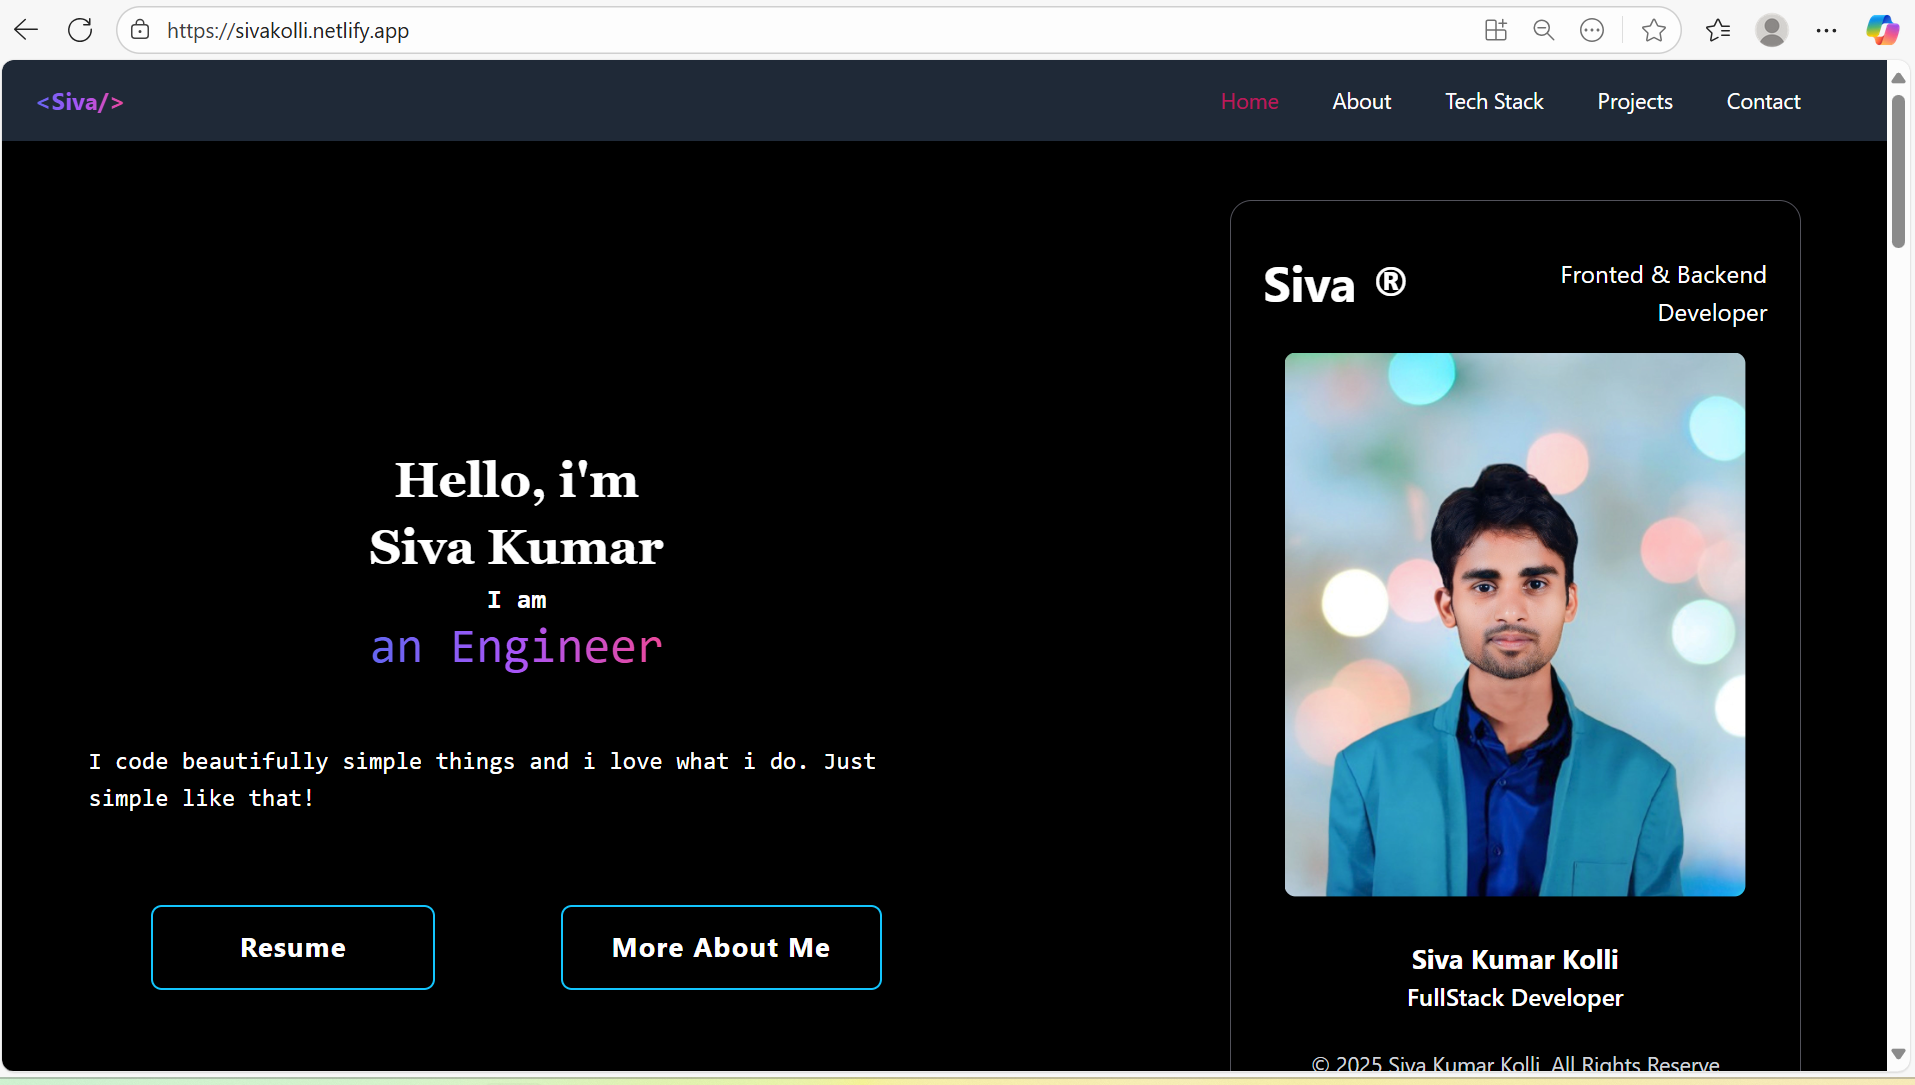 https://sivakolli.netlify.app
<Siva/>
Home
About
Tech Stack
Projects
Contact
Hello, i'm
Siva Kumar
I am
an Engineer
I code beautifully simple things and i love what i do. Just
simple like that!
Resume
More About Me
Siva ®
Fronted & Backend
Developer
Siva Kumar Kolli
FullStack Developer
© 2025 Siva Kumar Kolli. All Rights Reserve